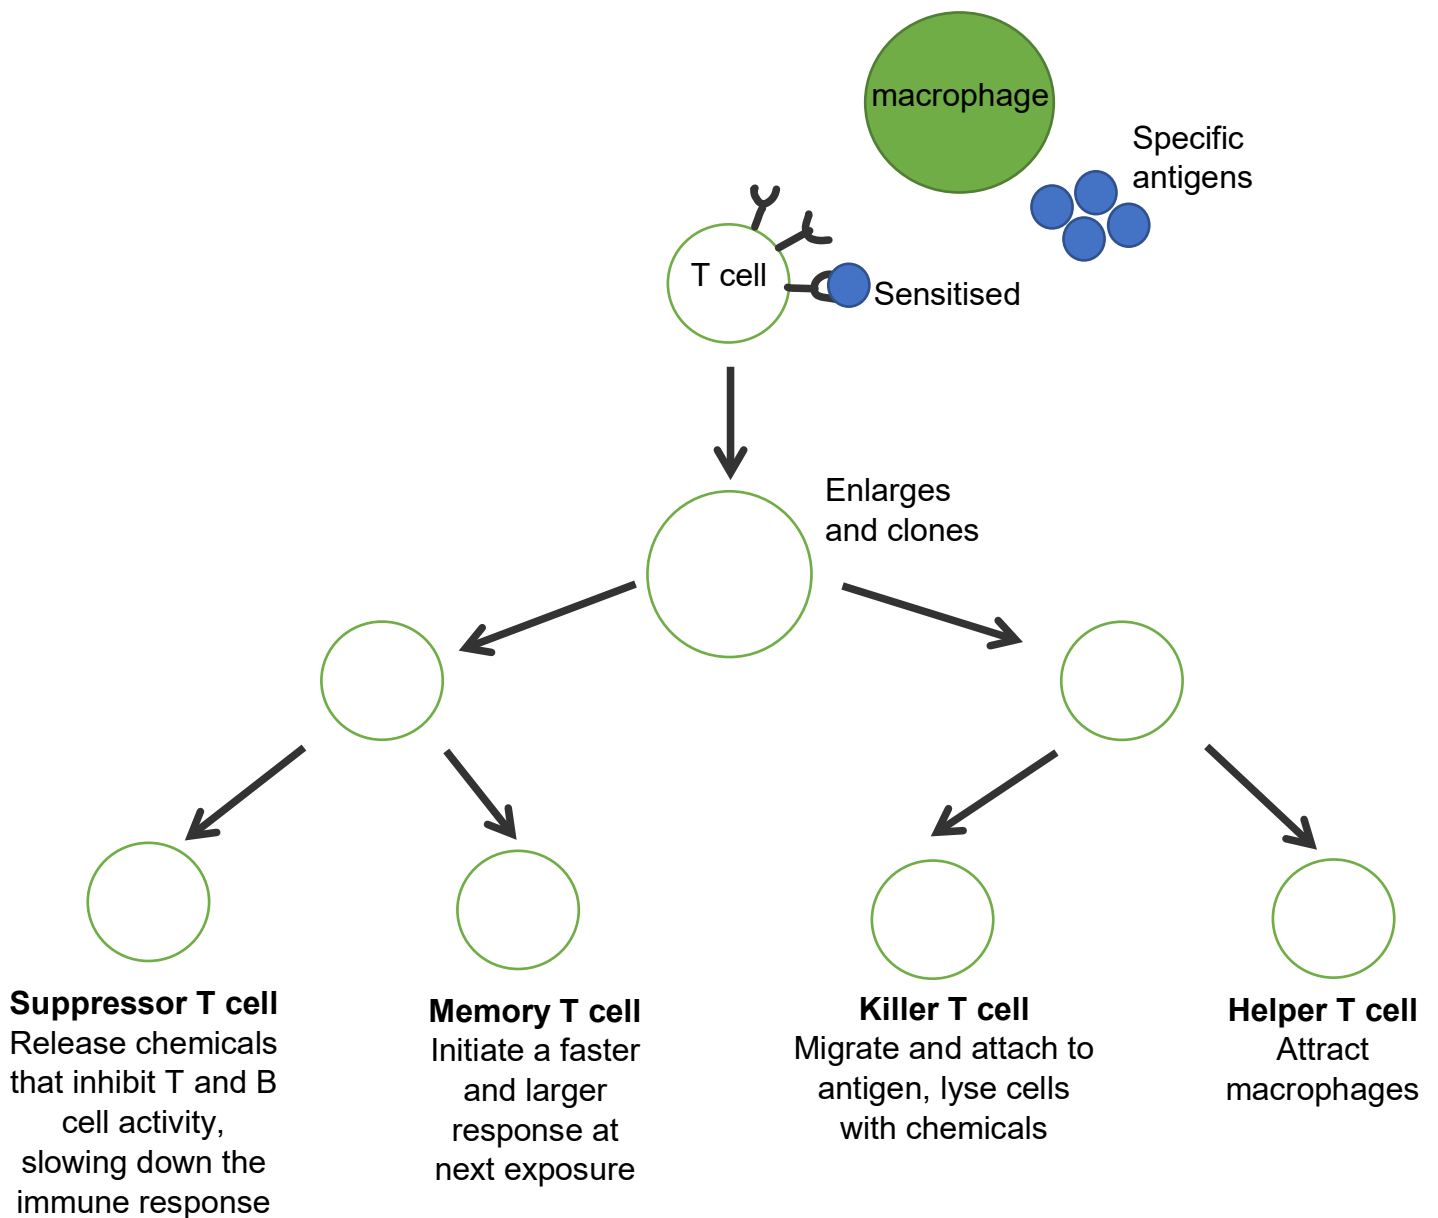 macrophage
Specific
antigens
T cell
Sensitised
Enlarges
and clones
Suppressor T cell
Release chemicals
that inhibit T and B
cell activity,
slowing down the
immune response
Memory T cell
Initiate a faster
and larger
response at
next exposure
Killer T cell
Migrate and attach to
antigen, lyse cells
with chemicals
Helper T cell
Attract
macrophages